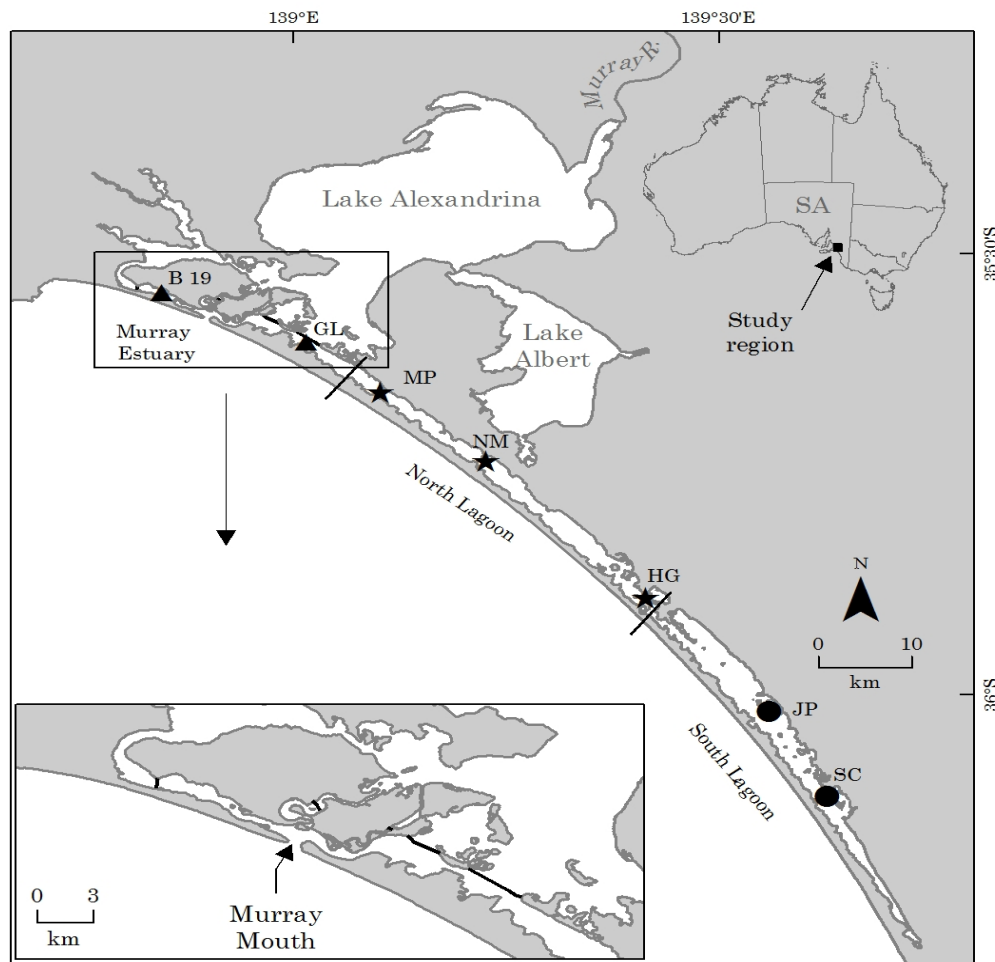 139°E
139°30'E
Murray R.
Lake Alexandrina
SA
35°30'S
B 19
Study
region
Murray
Estuary
GL
Lake
Albert
MP
NM
North Lagoon
HG
N
0 10
km
36°S
JP
South Lagoon
SC
0 3
km
Murray
Mouth